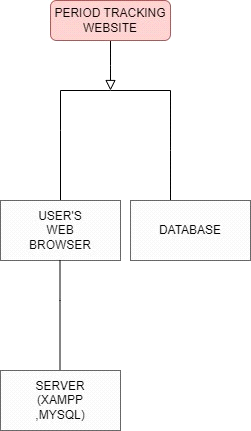 PERIOD TRACKING
WEBSITE
USER'S
WEB
BROWSER
DATABASE
SERVER
(XAMPP
,MYSQL)